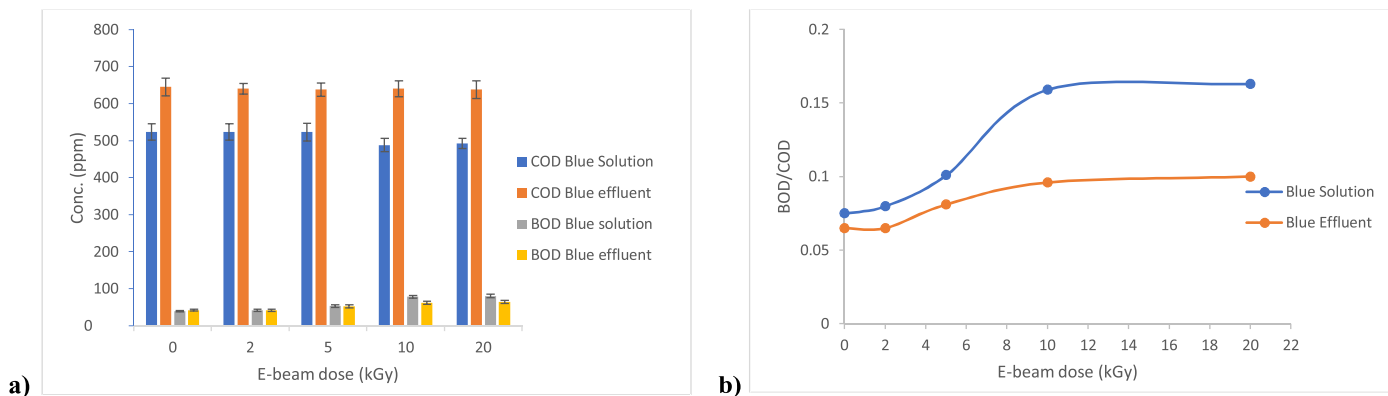 800
700
600
500
400
300
200
100
0
Conc. (ppm)
0 2 5 10 20
E-beam dose (kGy)
COD Blue Solution
COD Blue effluent
BOD Blue solution
BOD Blue effluent
a)
0.2
0.15
0.1
0.05
0
BOD/COD
0 2 4 6 8 10 12 14 16 18 20 22
E-beam dose (kGy)
Blue Solution
Blue Effluent
b)